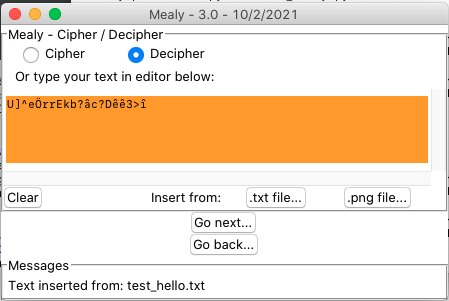 Mealy - 3.0 - 10/2/2021
Mealy - Cipher / Decipher
Cipher Decipher
Or type your text in editor below:
U]^eÖrrEkb?âc?Dêê3>î
Clear Insert from: .txt file... .png file...
Go next...
Go back...
Messages
Text inserted from: test_hello.txt